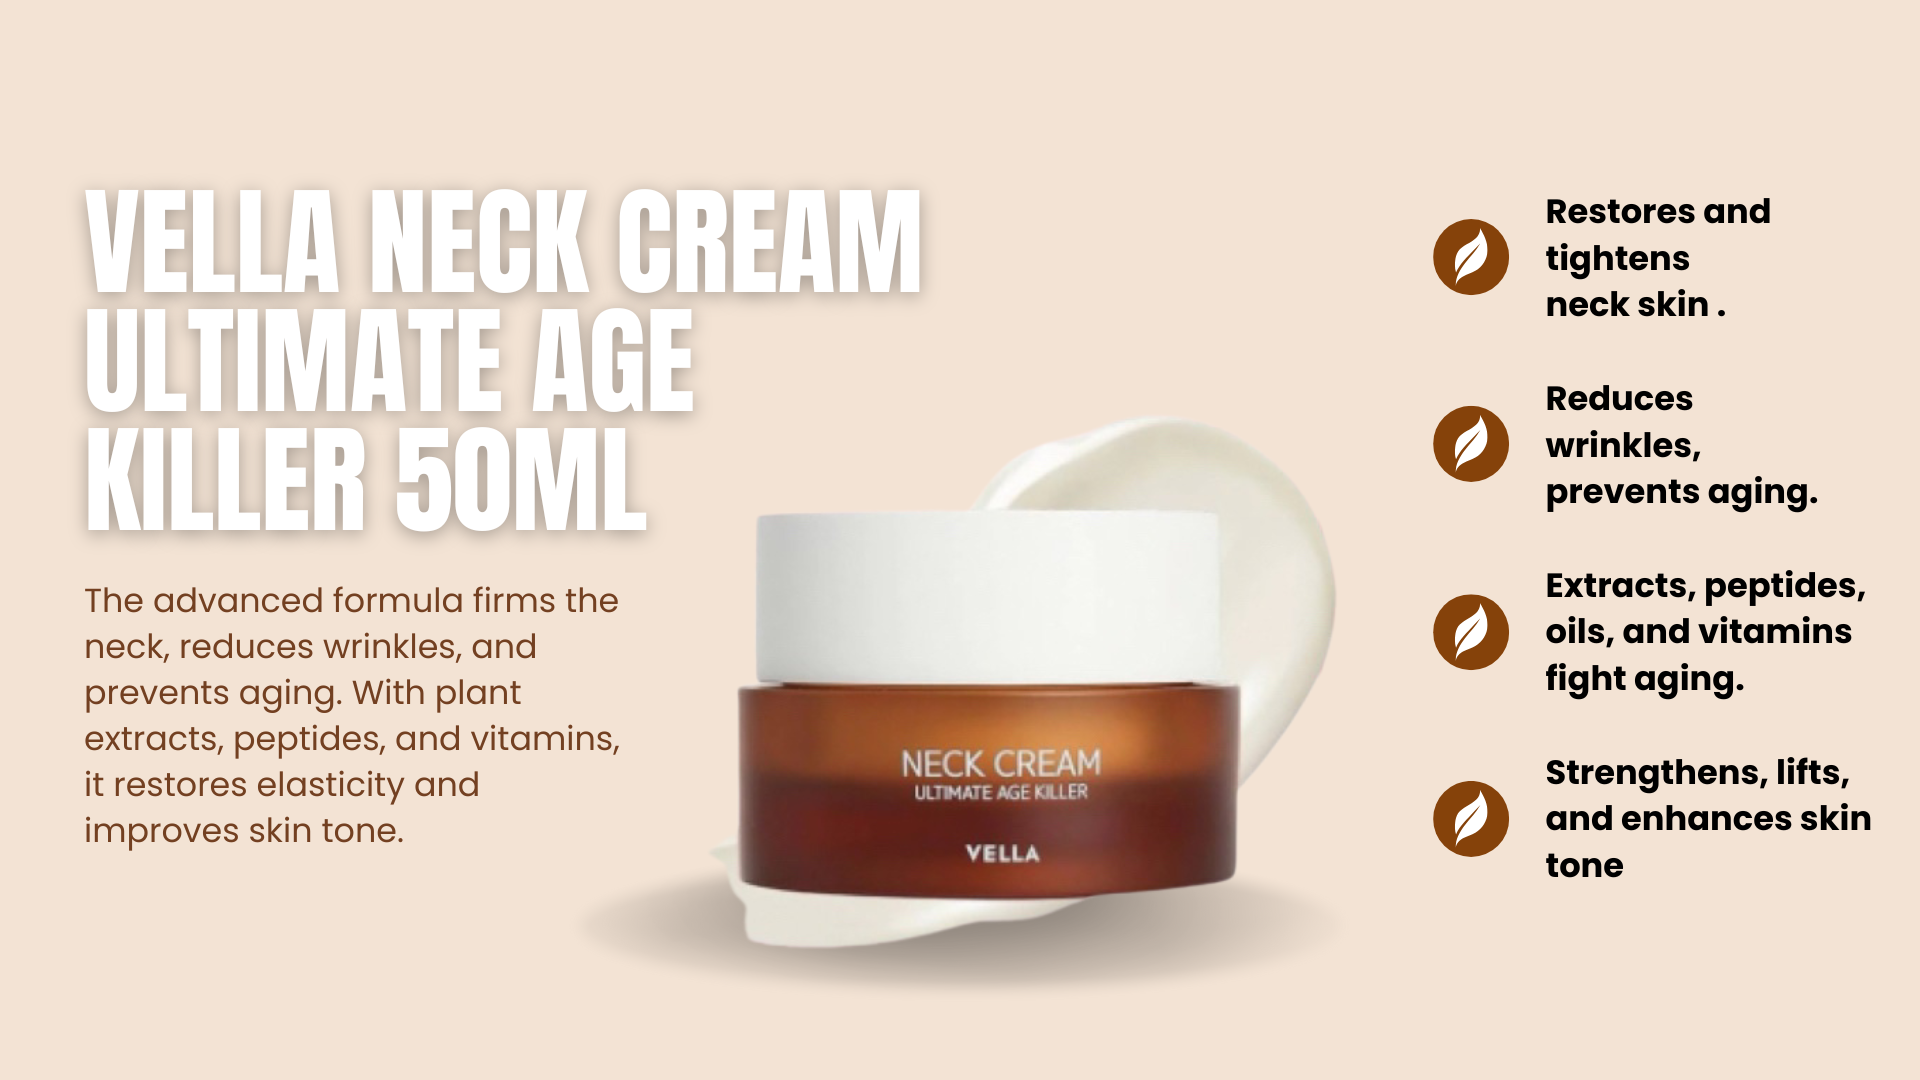 VELLA NECK CREAM
ULTIMATE AGE
KILLER 50ML
The advanced formula firms the
neck, reduces wrinkles, and
prevents aging. With plant
extracts, peptides, and vitamins,
it restores elasticity and
improves skin tone.
NECK CREAM
ULTIMATE AGE KILLER
VELLA
Restores and
tightens
neck skin .
Reduces
wrinkles,
prevents aging.
Extracts, peptides,
oils, and vitamins
fight aging.
Strengthens, lifts,
and enhances skin
tone